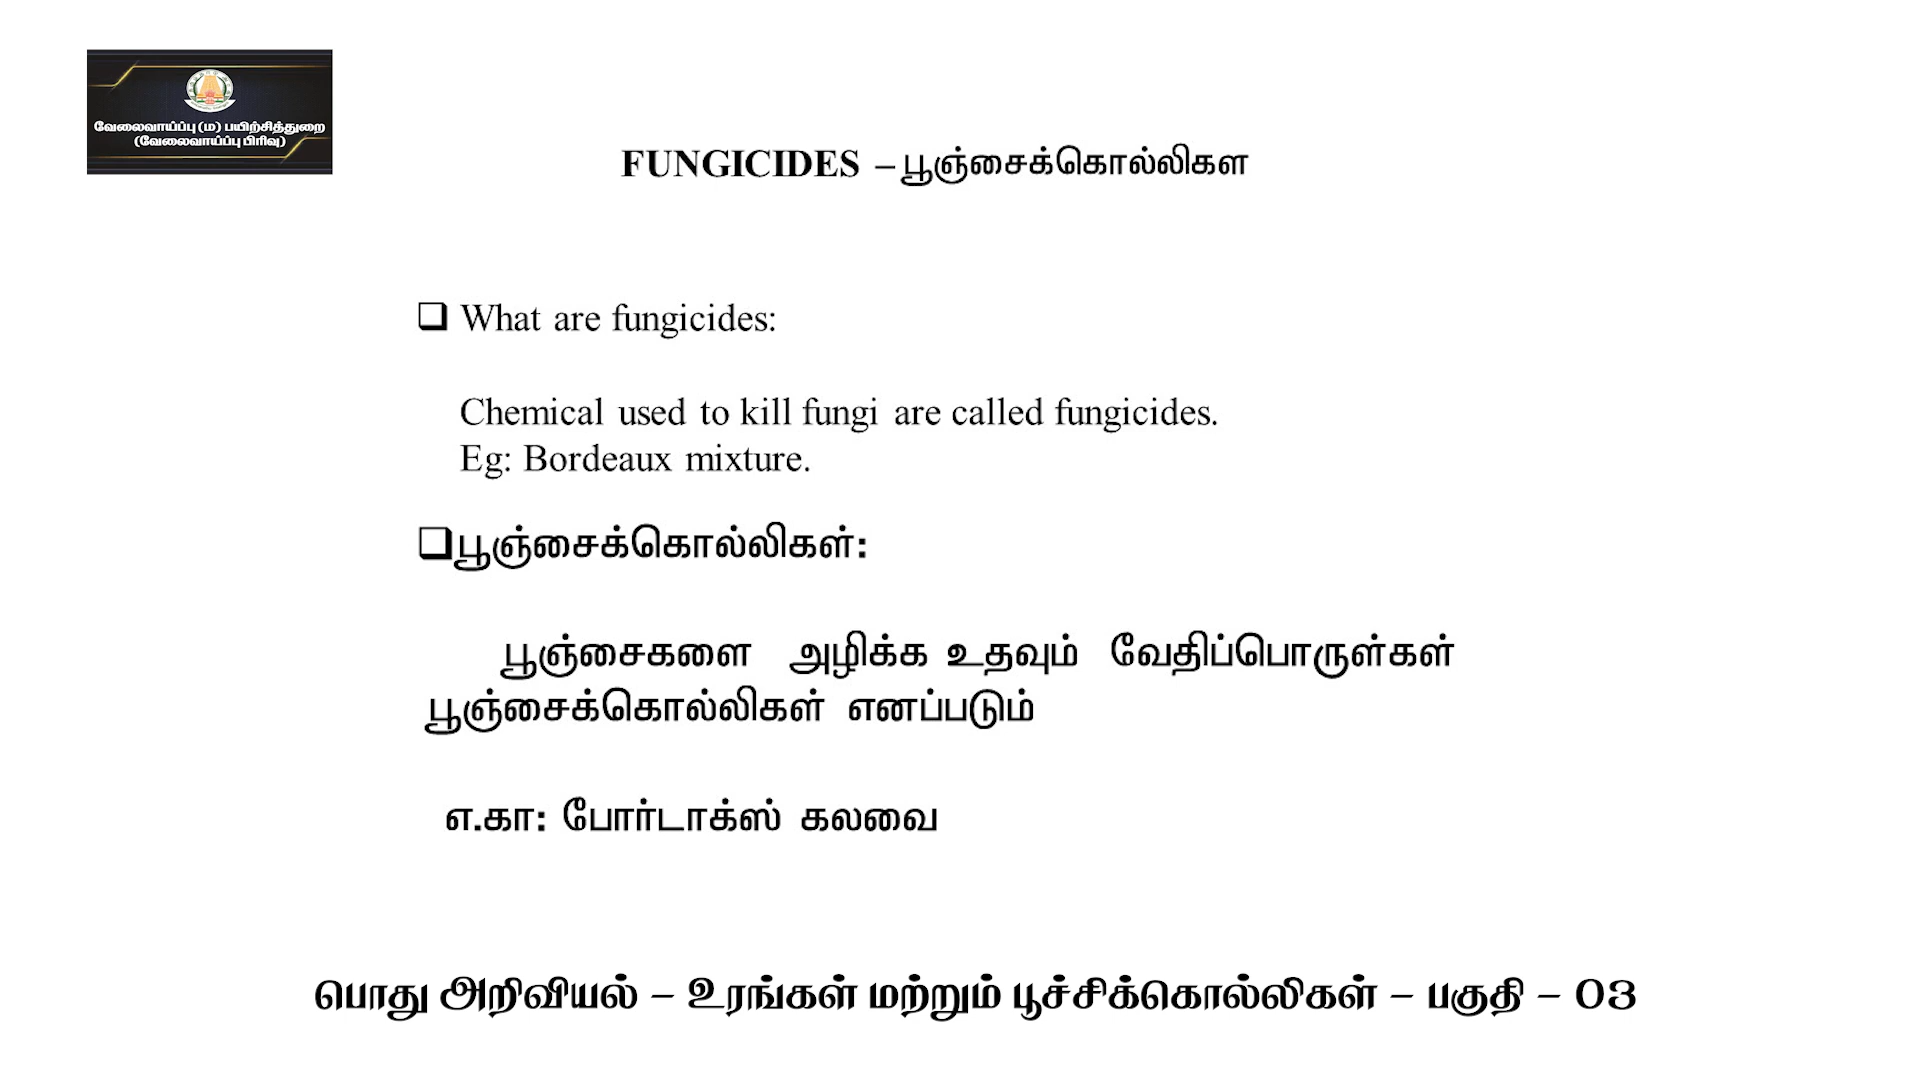 வேலைவாய்ப்பு (ம) பயிற்சித்துறை
(வேலைவாய்ப்பு பிரிவு)
FUNGICIDES – பூஞ்சைக்கொல்லிகள
What are fungicides:
Chemical used to kill fungi are called fungicides.
Eg: Bordeaux mixture.
பூஞ்சைக்கொல்லிகள்:
பூஞ்சைகளை அழிக்க உதவும் வேதிப்பொருள்கள்
பூஞ்சைக்கொல்லிகள் எனப்படும்
எ.கா: போர்டாக்ஸ் கலவை
பொது அறிவியல் – உரங்கள் மற்றும் பூச்சிக்கொல்லிகள் – பகுதி – 03